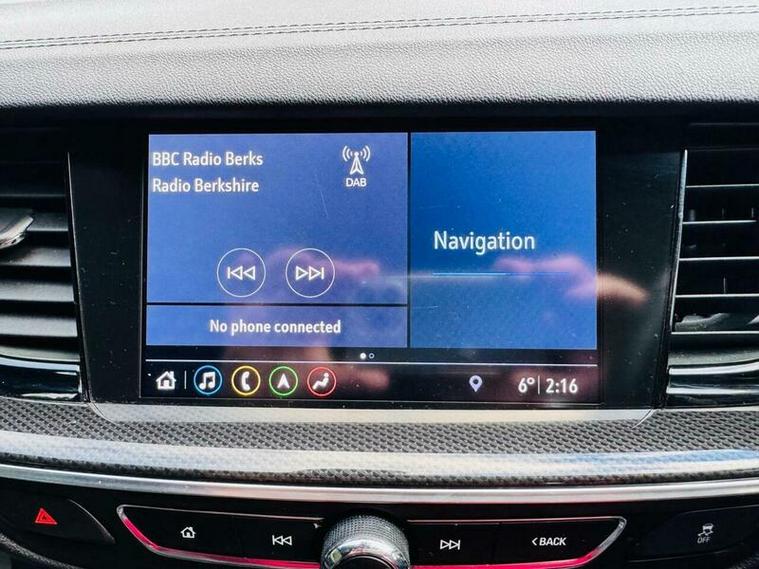 BBC Radio Berks
Radio Berkshire
DAB
Navigation
No phone connected
6° 2:16
BACK
OFF